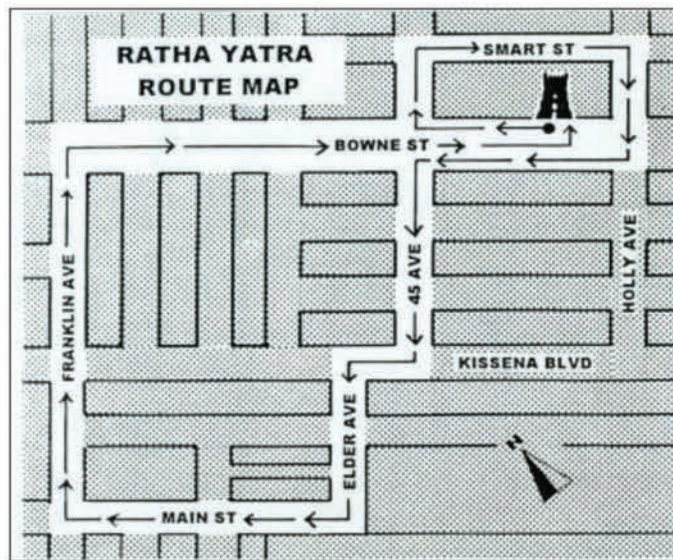 RATHA YATRA
ROUTE MAP
SMART ST
BOWNE ST
FRANKLIN AVE
45 AVE
HOLLY AVE
KISSENA BLVD
ELDER AVE
N
MAIN ST